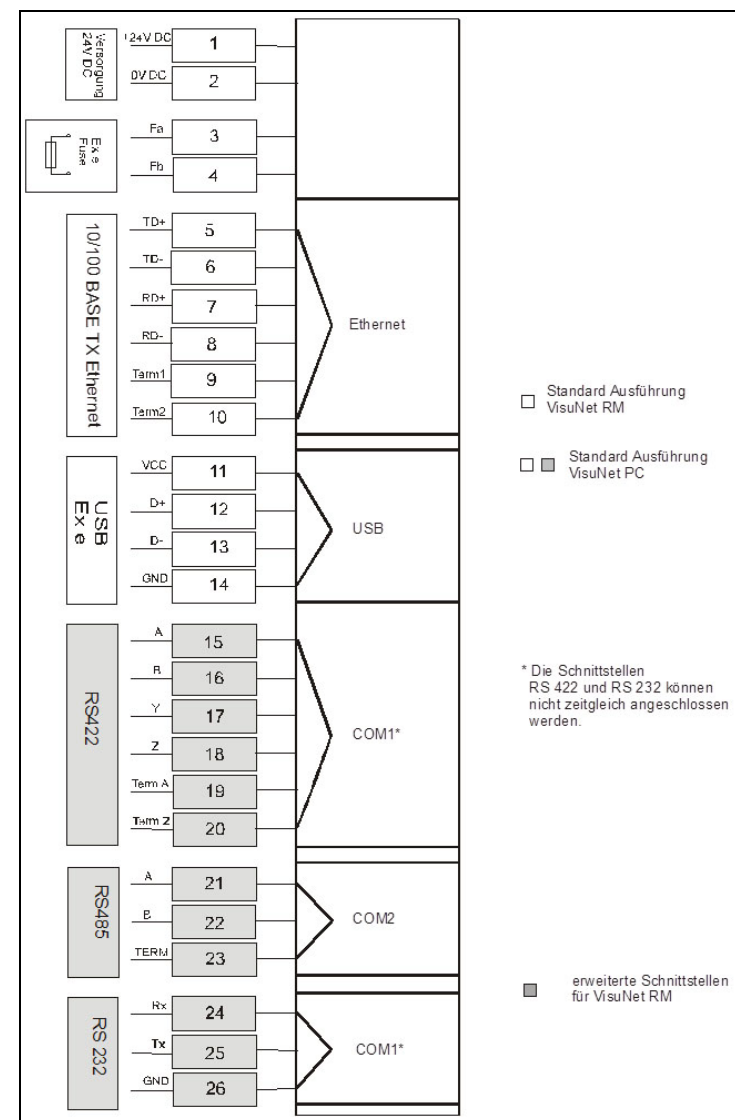 Versorgung
24V DC
+24V DC
1
0V DC
2
Ex e
Fuse
Fa
3
Fb
4
10/100 BASE TX Ethernet
TD+
5
TD-
6
RD+
7
RD-
8
Term1
9
Term2
10
Ethernet
Standard Ausführung
VisuNet RM
Standard Ausführung
VisuNet PC
USB
Ex e
VCC
11
D+
12
D-
13
GND
14
USB
RS422
A
15
B
16
Y
17
Z
18
Term A
19
Term Z
20
COM1*
* Die Schnittstellen
RS 422 und RS 232 können
nicht zeitgleich angeschlossen
werden.
RS485
A
21
B
22
TERM
23
COM2
RS 232
Rx
24
Tx
25
GND
26
COM1*
erweiterte Schnittstellen
für VisuNet RM